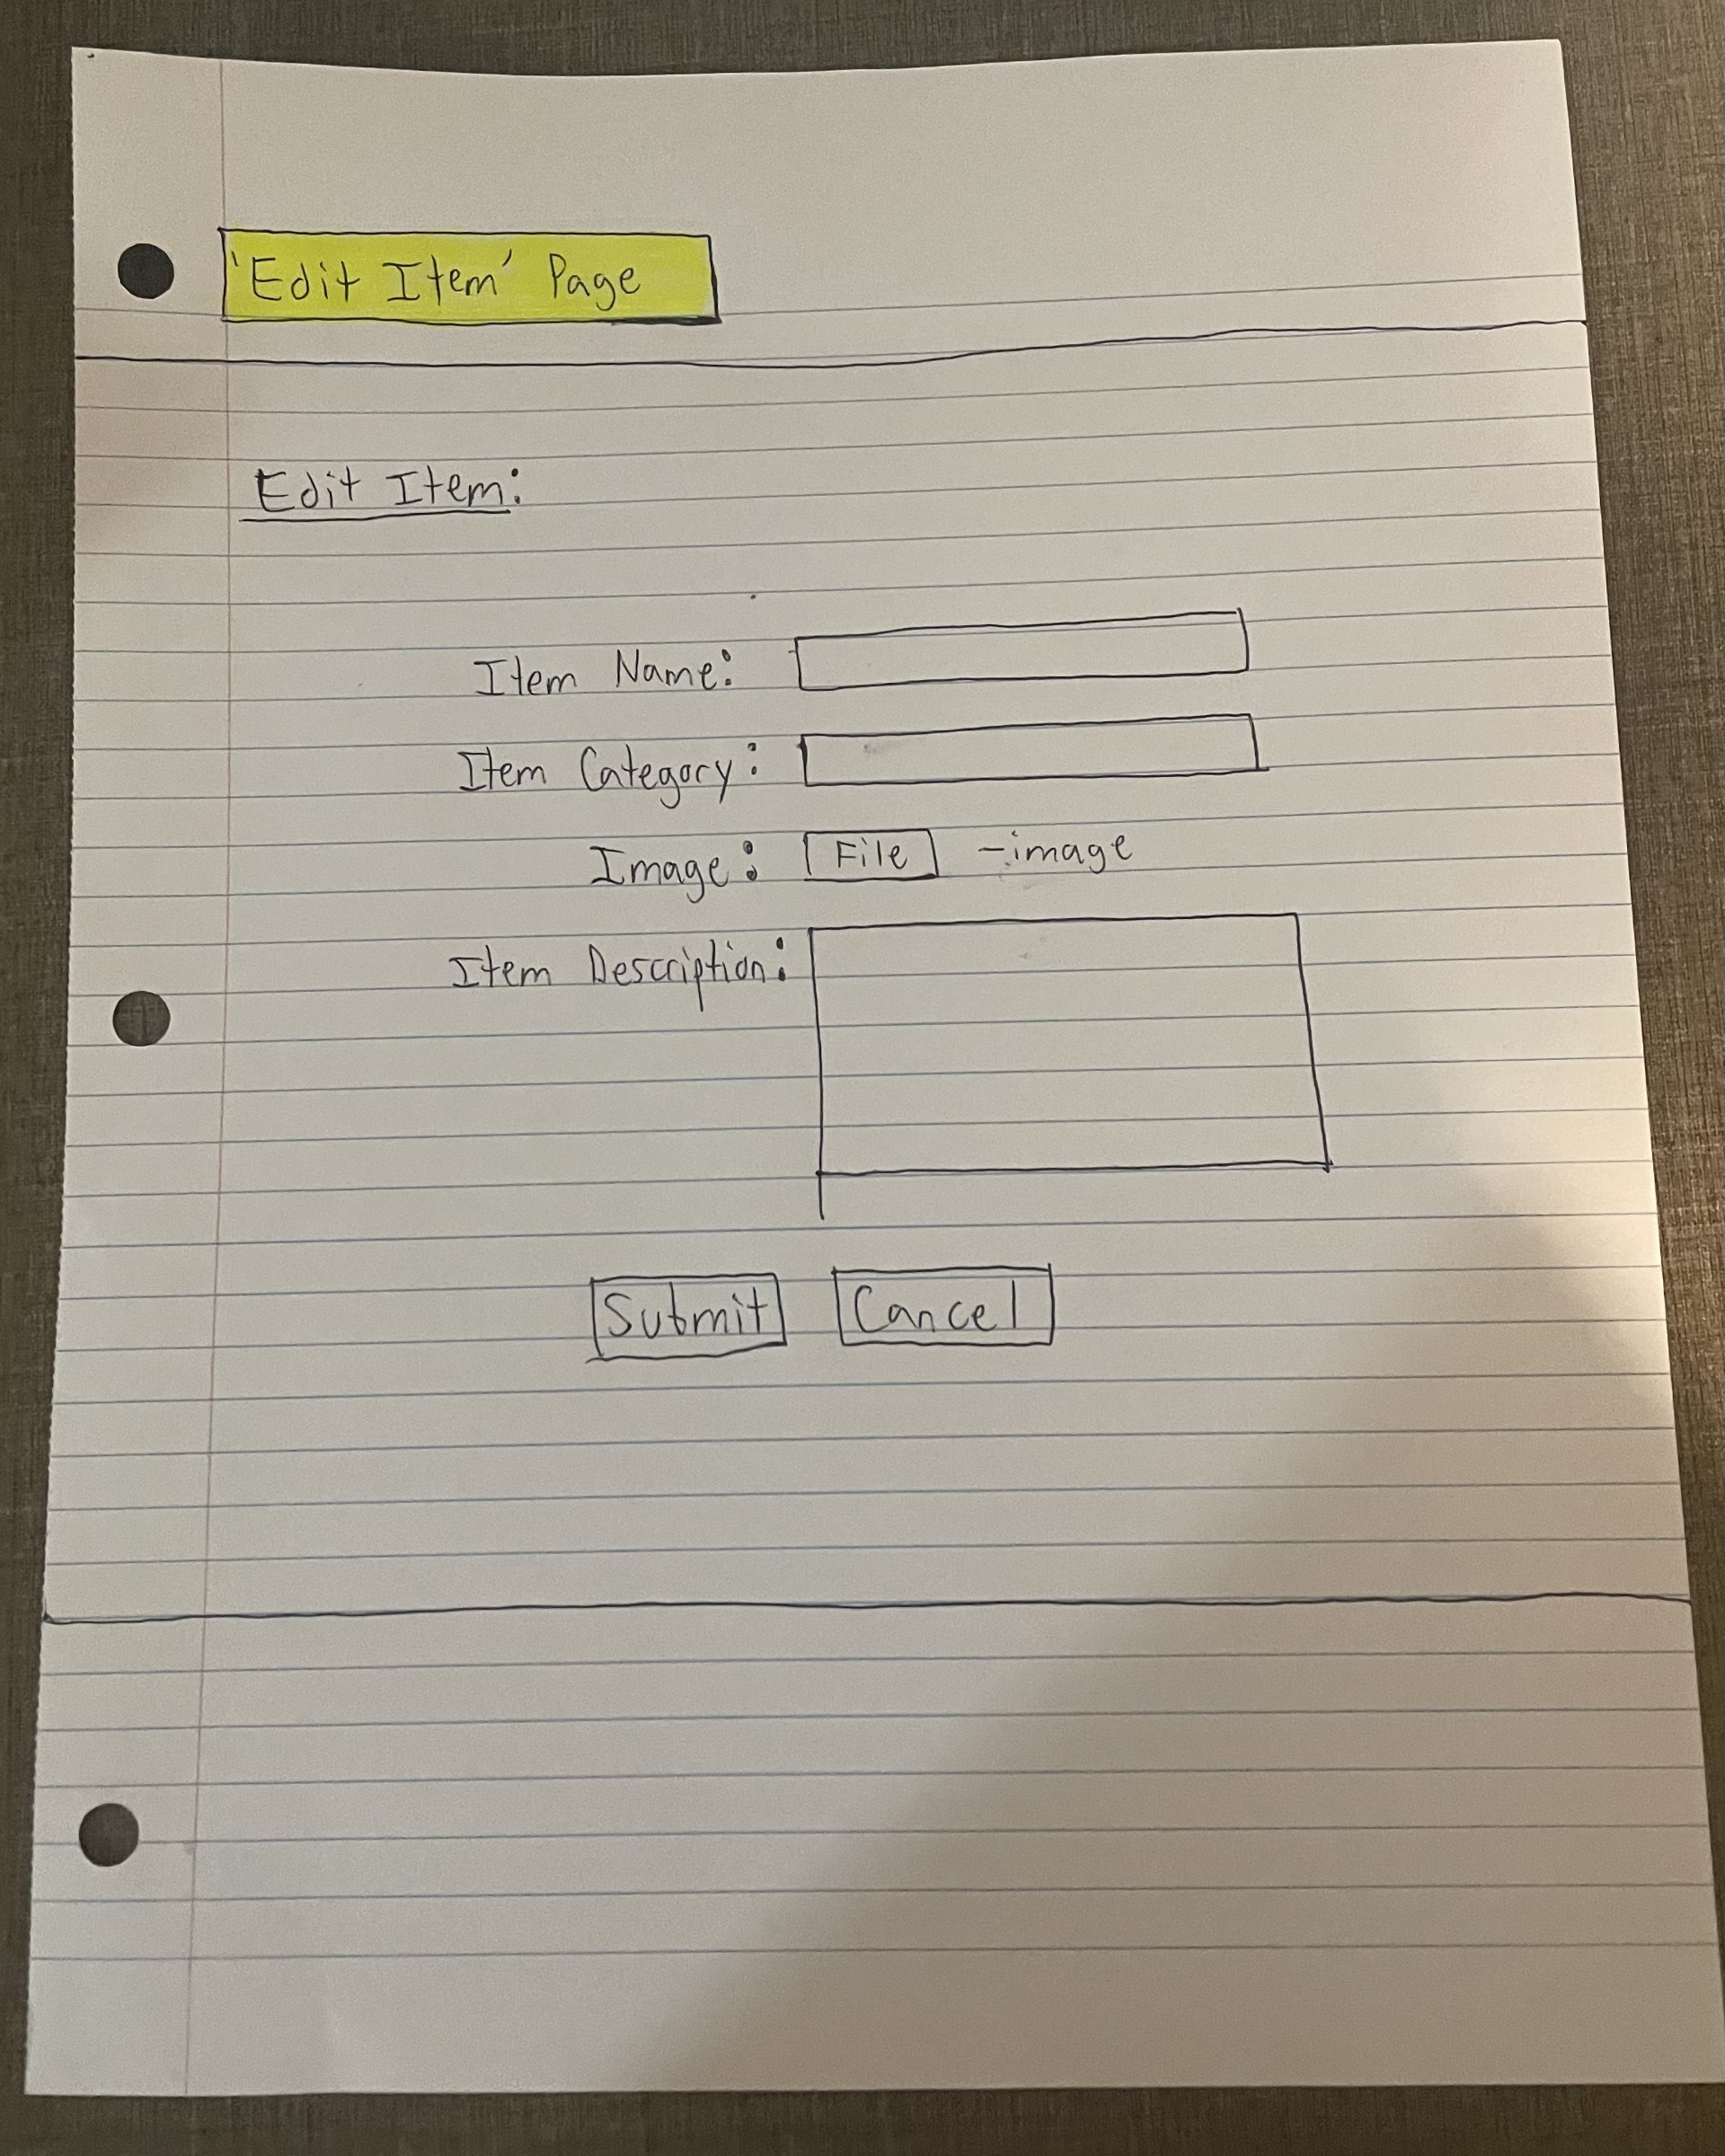 'Edit Item' Page
Edit Item:
Item Name:
Item Category:
Image: File -image
Item Description:
Submit Cancel